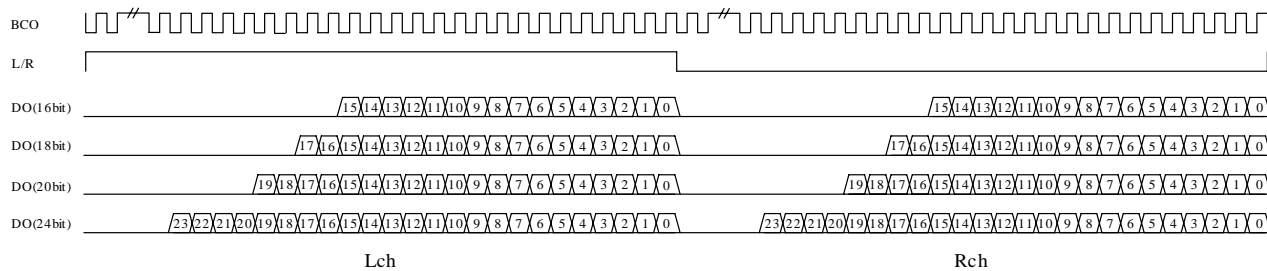 BCO
L/R
DO(16bit) 15 14 13 12 11 10 9 8 7 6 5 4 3 2 1 0 15 14 13 12 11 10 9 8 7 6 5 4 3 2 1 0
DO(18bit) 17 16 15 14 13 12 11 10 9 8 7 6 5 4 3 2 1 0 17 16 15 14 13 12 11 10 9 8 7 6 5 4 3 2 1 0
DO(20bit) 19 18 17 16 15 14 13 12 11 10 9 8 7 6 5 4 3 2 1 0 19 18 17 16 15 14 13 12 11 10 9 8 7 6 5 4 3 2 1 0
DO(24bit) 23 22 21 20 19 18 17 16 15 14 13 12 11 10 9 8 7 6 5 4 3 2 1 0 23 22 21 20 19 18 17 16 15 14 13 12 11 10 9 8 7 6 5 4 3 2 1 0
Lch Rch